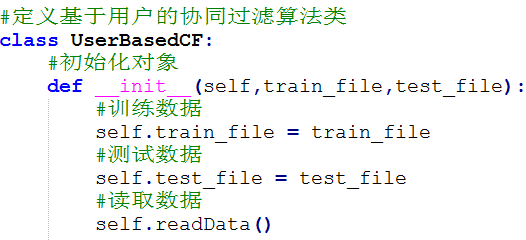 #定义基于用户的协同过滤算法类
class UserBasedCF:
    #初始化对象
    def __init__(self,train_file,test_file):
        #训练数据
        self.train_file = train_file
        #测试数据
        self.test_file = test_file
        #读取数据
        self.readData()